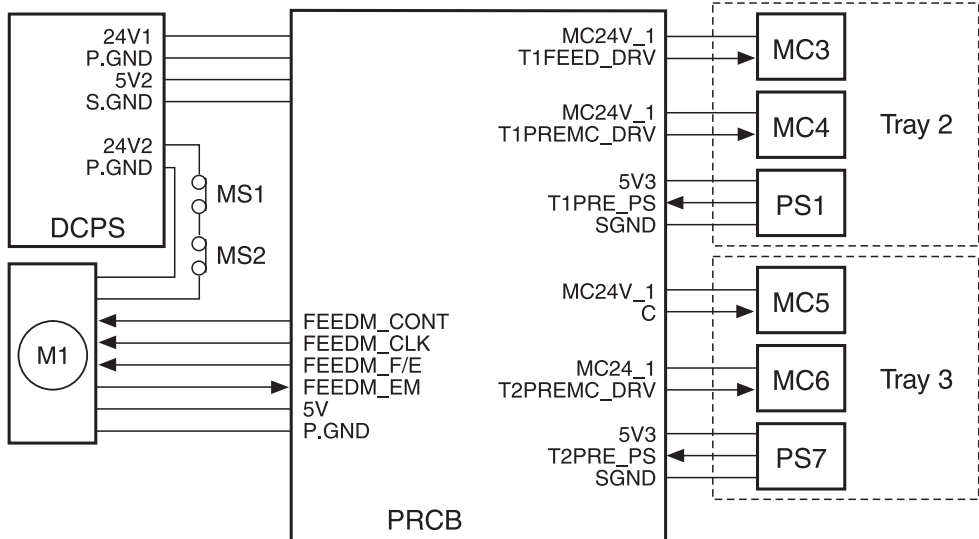 24V1
P.GND
5V2
S.GND
24V2
P.GND
DCPS
MS1
MS2
M1
FEEDM_CONT
FEEDM_CLK
FEEDM_F/E
FEEDM_EM
5V
P.GND
PRCB
MC24V_1
T1FEED_DRV
MC3
MC24V_1
T1PREMC_DRV
MC4
Tray 2
5V3
T1PRE_PS
SGND
PS1
MC24V_1
C
MC5
MC24_1
T2PREMC_DRV
MC6
Tray 3
5V3
T2PRE_PS
SGND
PS7